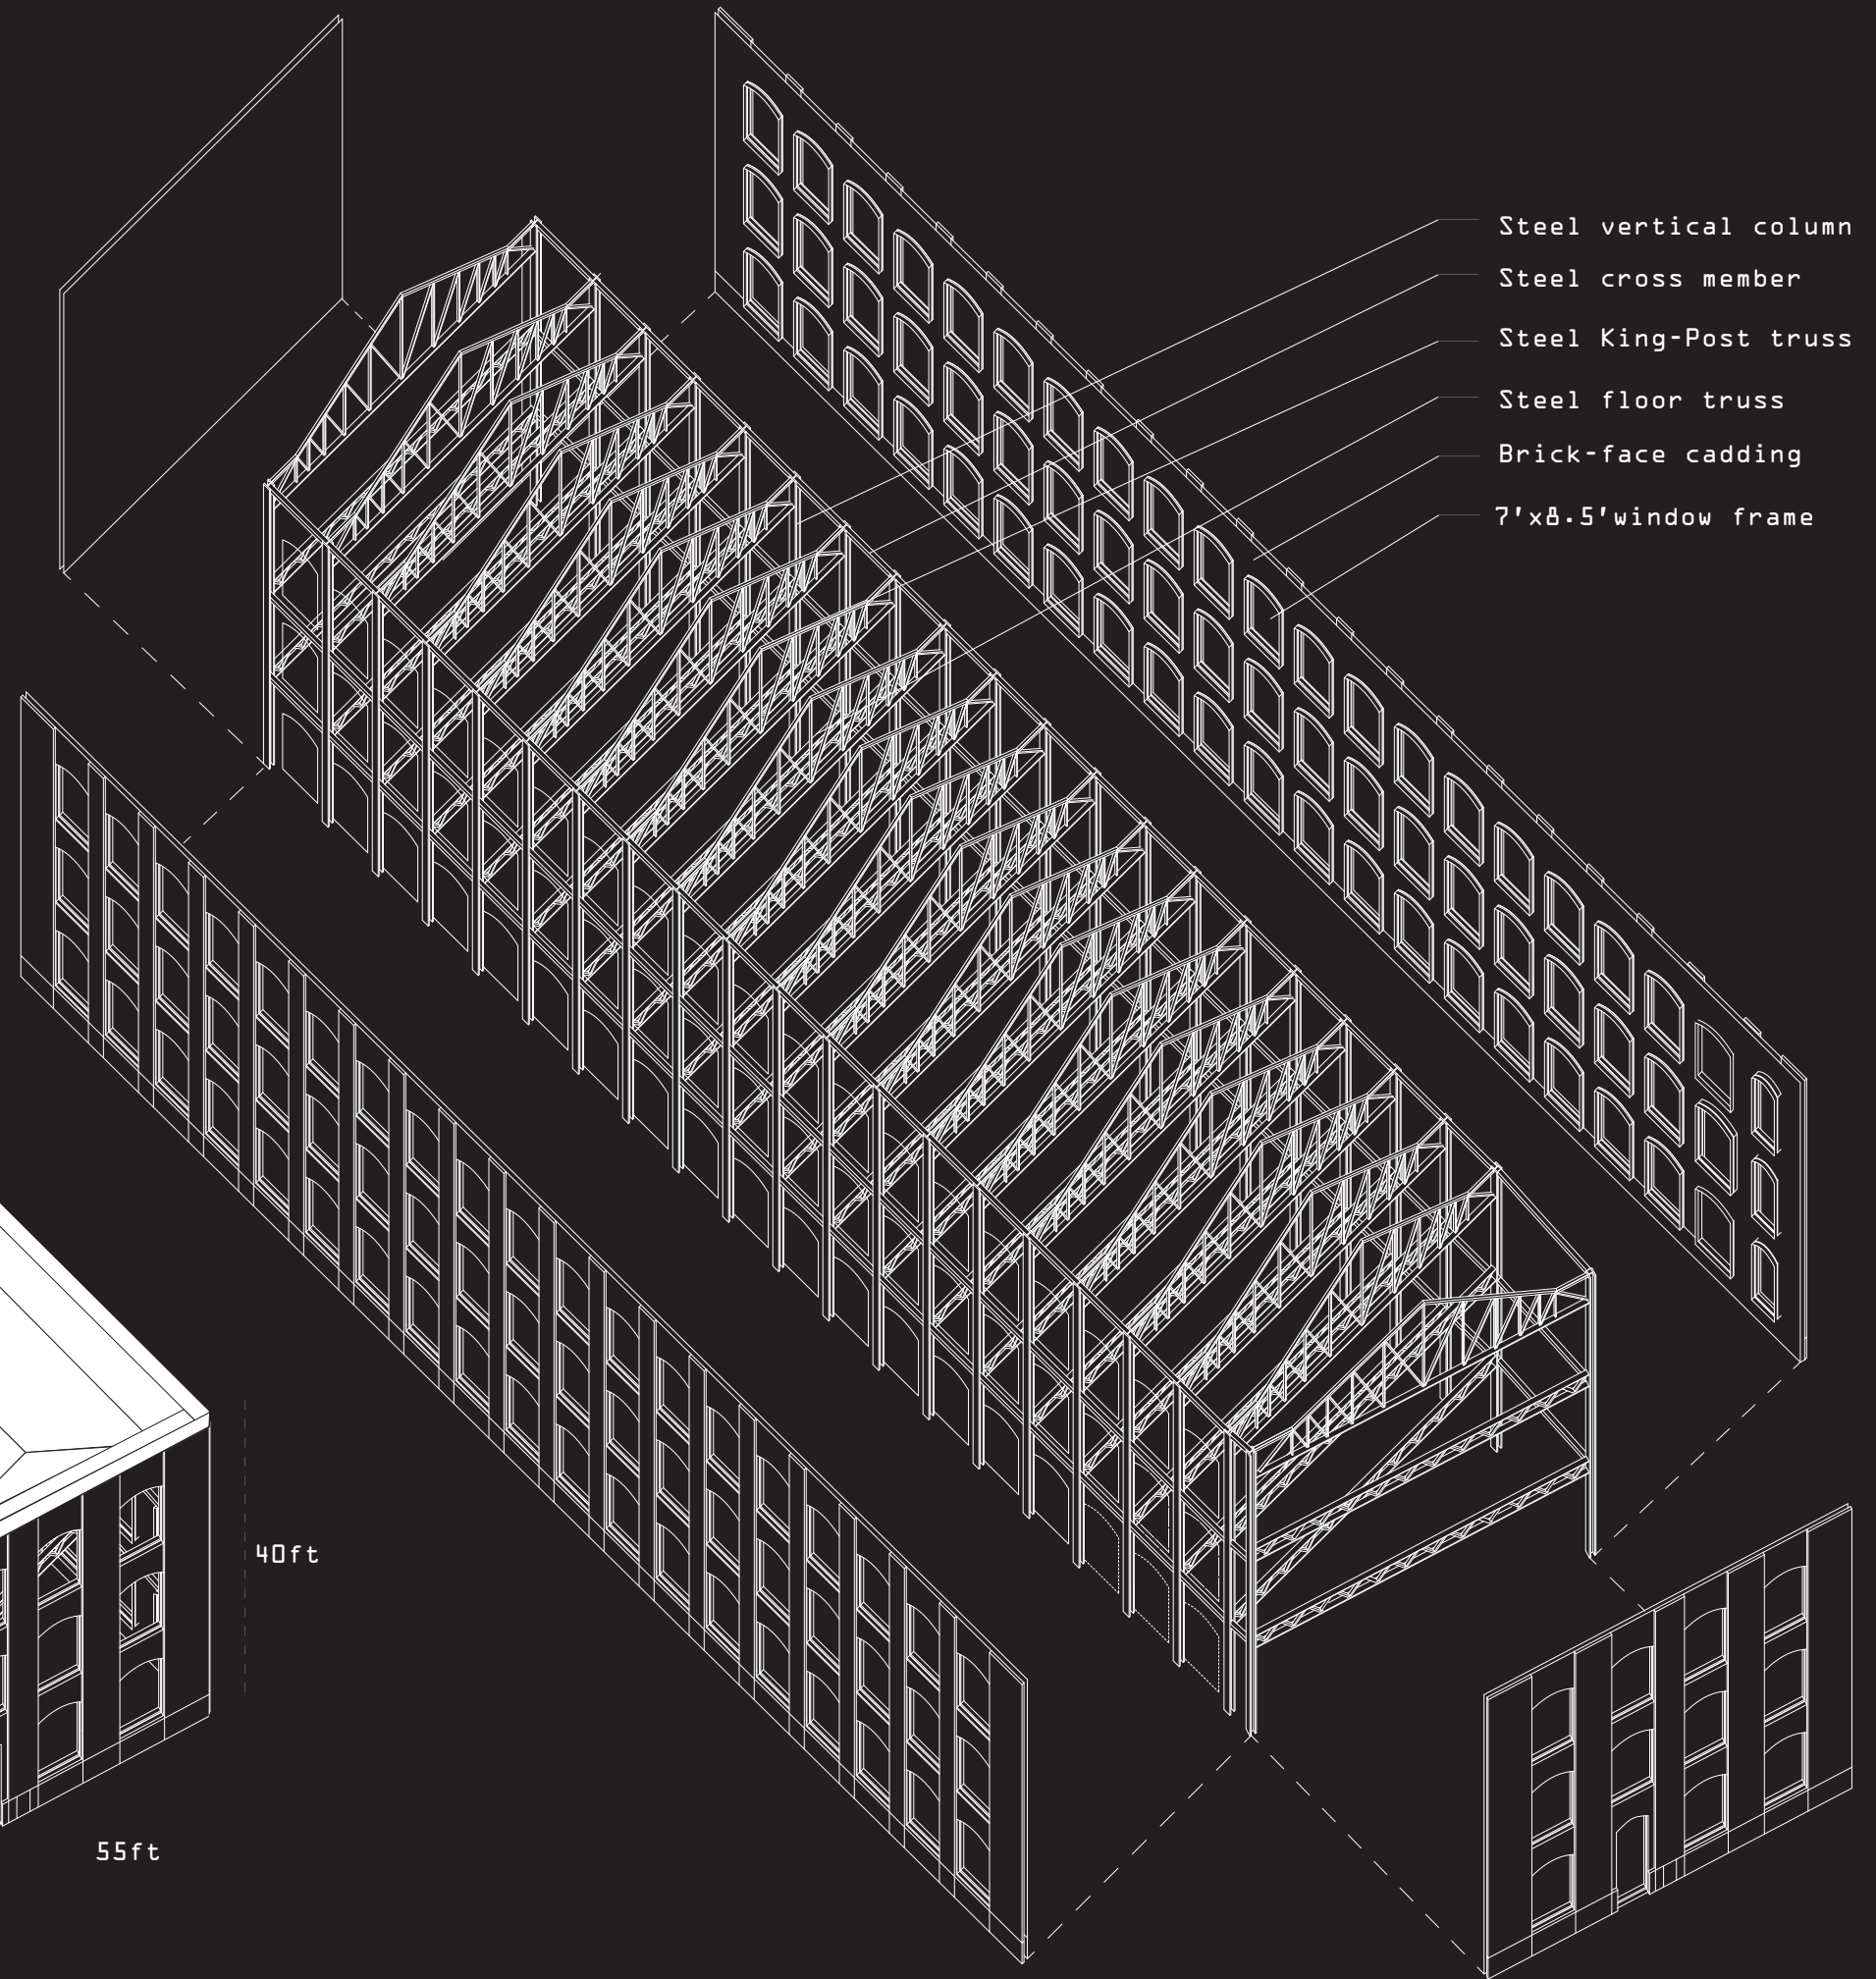 Steel vertical column
Steel cross member
Steel King-Post truss
Steel floor truss
Brick-face cadding
7'x8.5'window frame
40ft
55ft